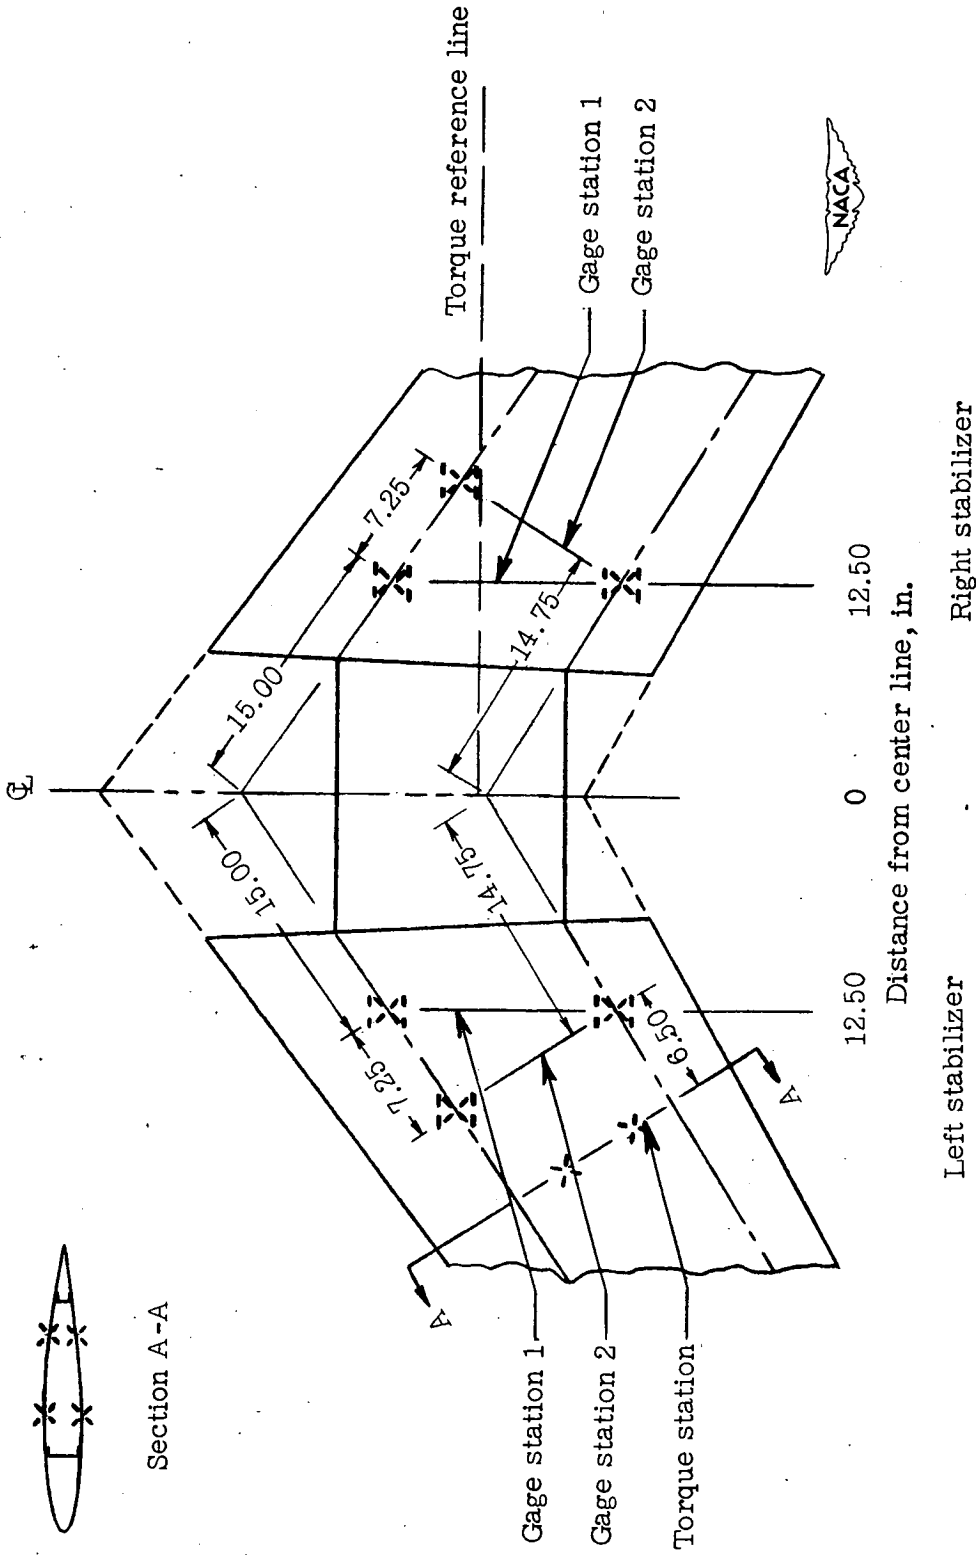 ℄
Torque reference line
15.00
7.25
15.00
7.25
14.75
14.75
6.50
A
A
Section A-A
Gage station 1
Gage station 2
Torque station
Gage station 1
Gage station 2
12.50
0
12.50
Distance from center line, in.
Left stabilizer
Right stabilizer
NACA